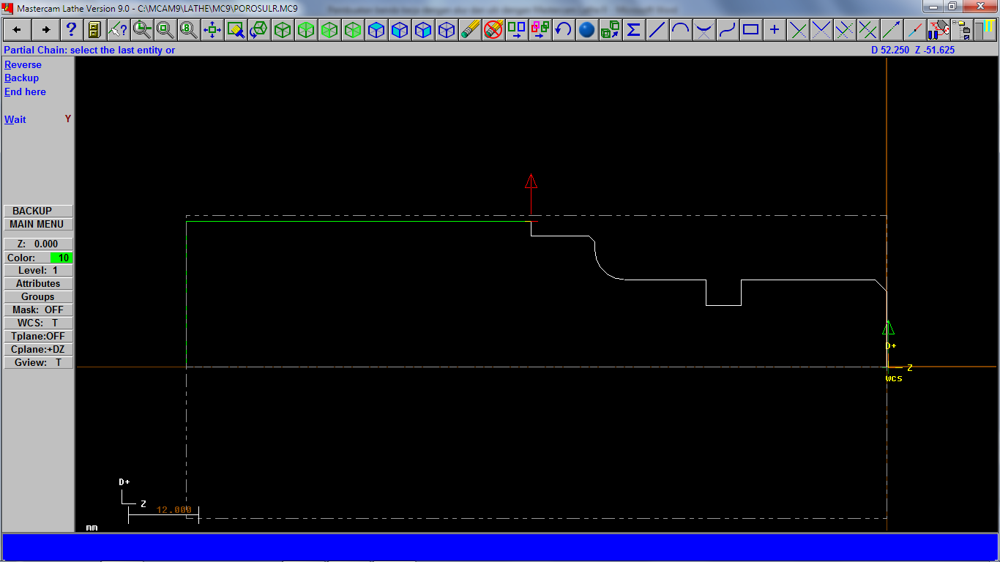 Mastercam Lathe Version 9.0 - C:\MCAM9\LATHE\MC9\POROSULR.MC9
Partial Chain: select the last entity or
D 52.250 Z -51.625
Reverse
Backup
End here
Wait Y
BACKUP
MAIN MENU
Z: 0.000
Color: 10
Level: 1
Attributes
Groups
Mask: OFF
WCS: T
Tplane:OFF
Cplane:+DZ
Gview: T
D+
Z
WCS
D+
Z
12.000
mm